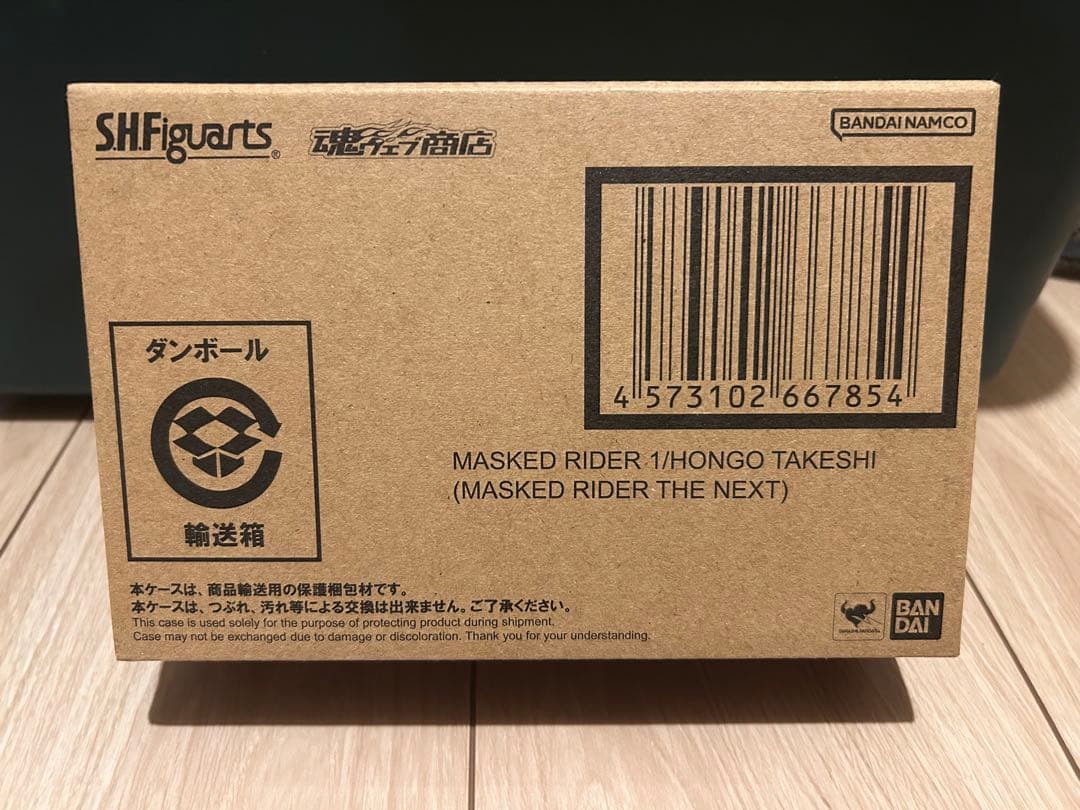 S.H.Figuarts®
魂ウェブ商店
BANDAI NAMCO
4 573102 667854
MASKED RIDER 1/HONGO TAKESHI
(MASKED RIDER THE NEXT)
ダンボール
輸送箱
本ケースは、商品輸送用の保護梱包材です。
本ケースは、つぶれ、汚れ等による交換は出来ません。ご了承ください。
This case is used solely for the purpose of protecting product during shipment.
Case may not be exchanged due to damage or discoloration. Thank you for your understanding.
BAN
DAI